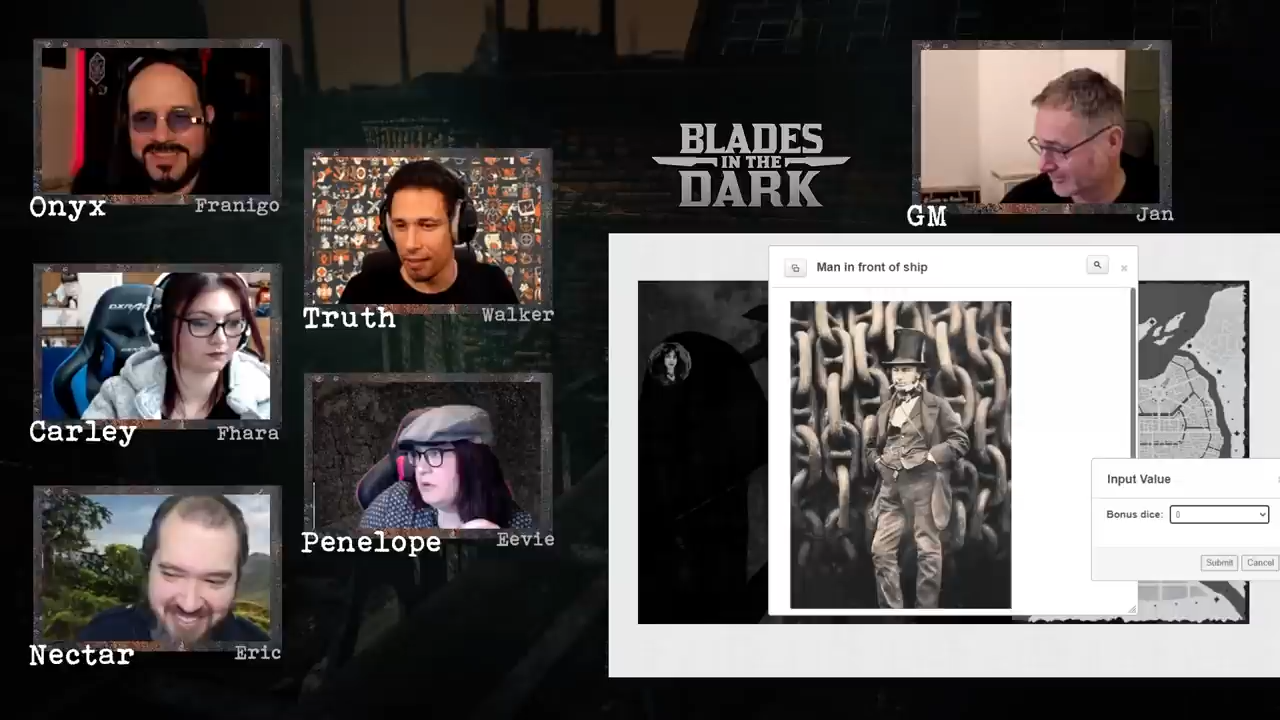 Onyx
Franigo
Truth
Walker
Carley
Fhara
Penelope
Eevie
Nectar
Eric
BLADES
IN THE
DARK
GM
Jan
Man in front of ship
Input Value
Bonus dice:
0
Submit
Cancel